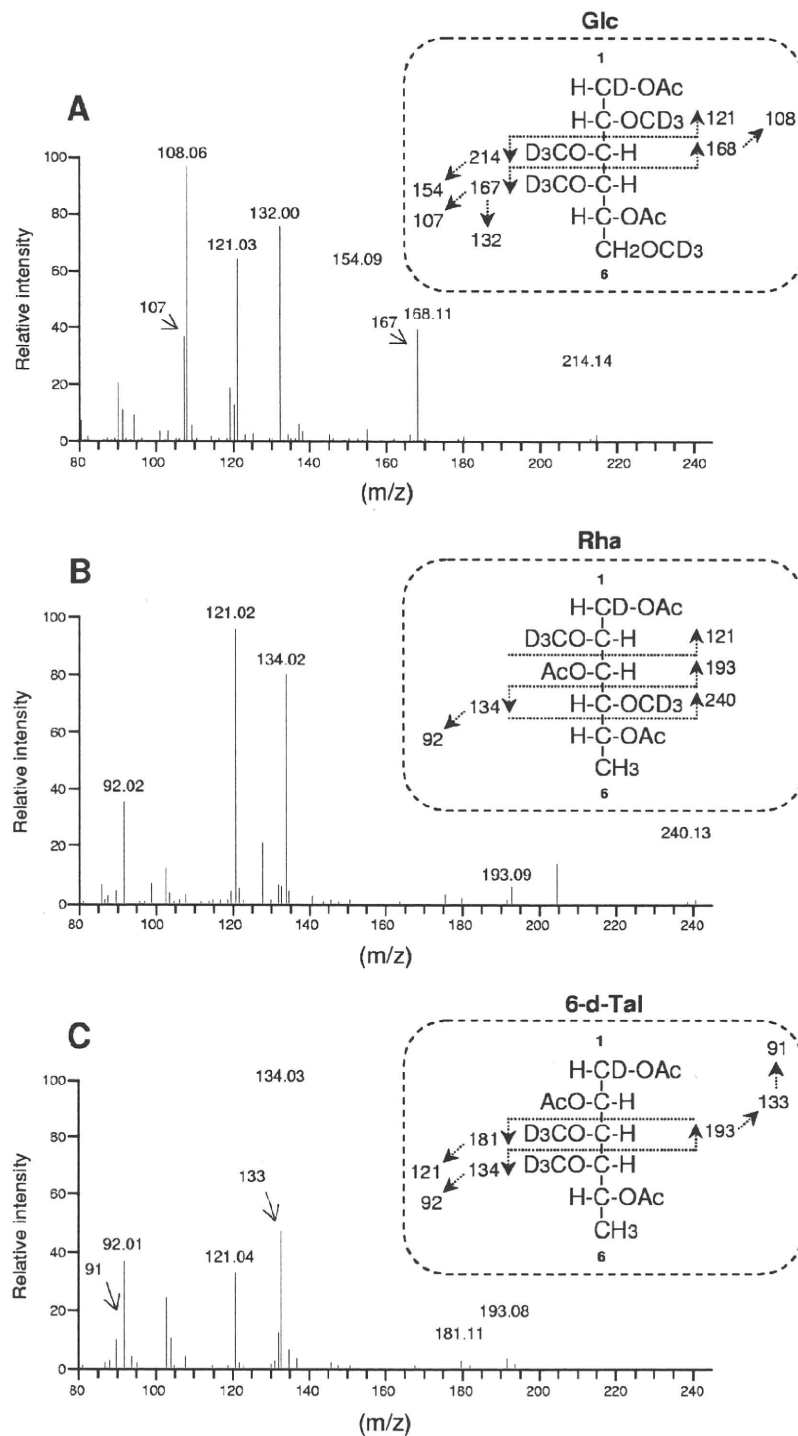 Glc
A
Relative intensity
100
80
60
40
20
0
108.06
132.00
121.03
154.09
107
167
168.11
214.14
80 100 120 140 160 180 200 220 240
(m/z)
1
H-CD-OAc
H-C-OCD3
D3CO-C-H
D3CO-C-H
H-C-OAc
CH2OCD3
6
121
168
108
214
154
167
107
132
Rha
B
Relative intensity
100
80
60
40
20
0
121.02
134.02
92.02
193.09
240.13
80 100 120 140 160 180 200 220 240
(m/z)
1
H-CD-OAc
D3CO-C-H
AcO-C-H
H-C-OCD3
H-C-OAc
CH3
6
121
193
240
134
92
6-d-Tal
C
Relative intensity
100
80
60
40
20
0
134.03
133
92.01
91
121.04
193.08
181.11
80 100 120 140 160 180 200 220 240
(m/z)
1
H-CD-OAc
AcO-C-H
D3CO-C-H
D3CO-C-H
H-C-OAc
CH3
6
91
133
193
181
121
134
92